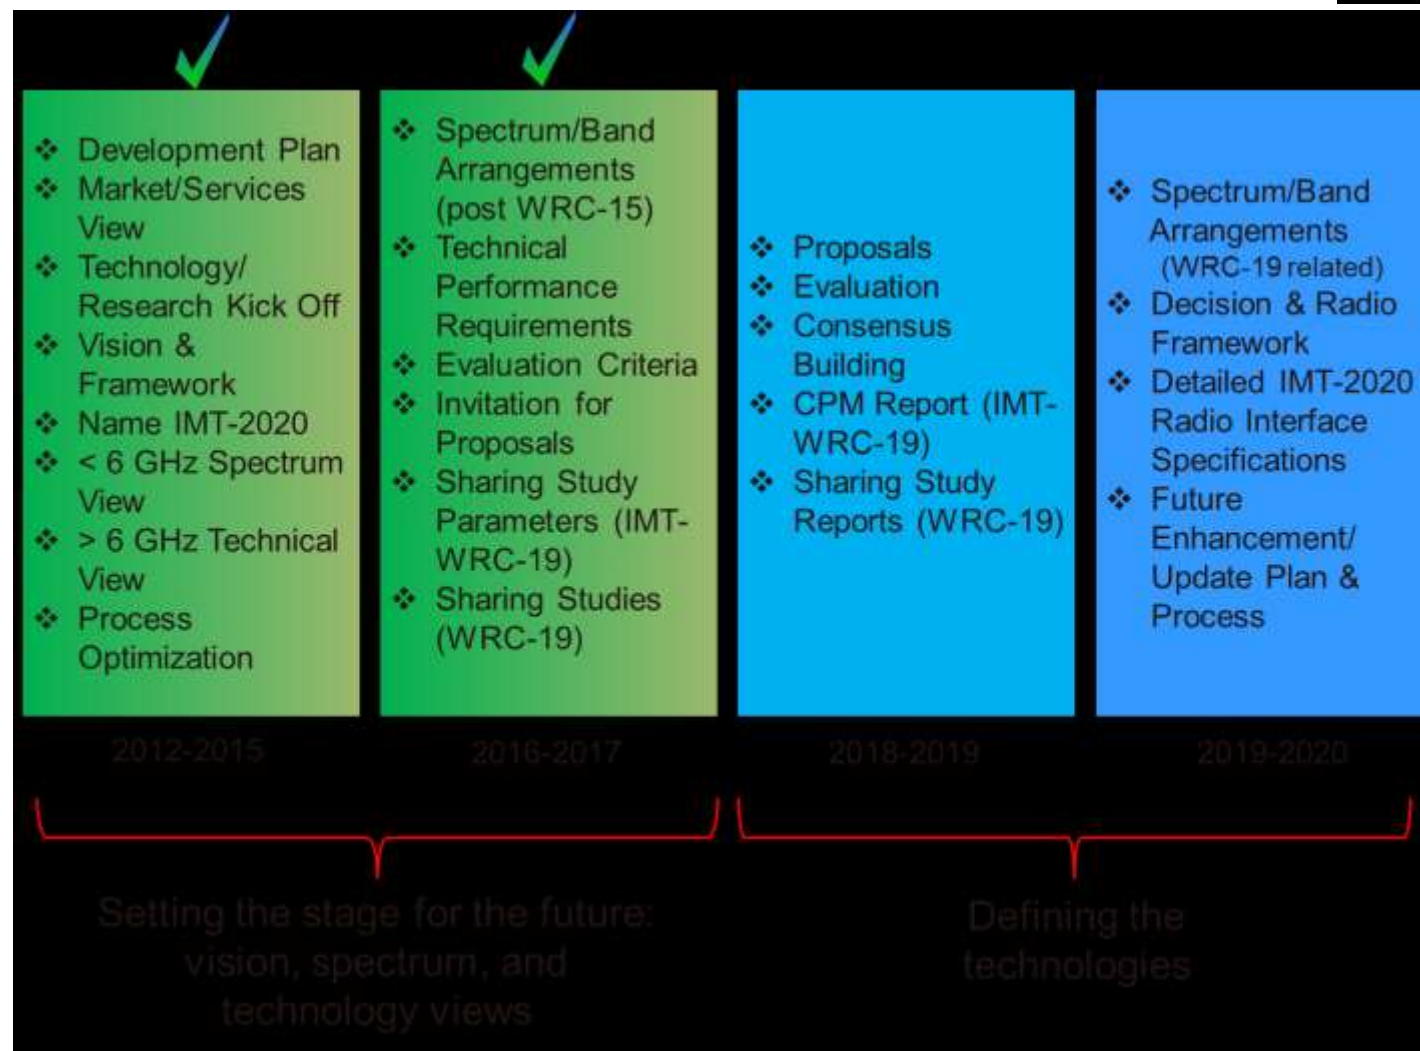 ❖ Development Plan
❖ Market/Services
View
❖ Technology/
Research Kick Off
❖ Vision &
Framework
❖ Name IMT-2020
❖ < 6 GHz Spectrum
View
❖ > 6 GHz Technical
View
❖ Process
Optimization
2012-2015
❖ Spectrum/Band
Arrangements
(post WRC-15)
❖ Technical
Performance
Requirements
❖ Evaluation Criteria
❖ Invitation for
Proposals
❖ Sharing Study
Parameters (IMT-
WRC-19)
❖ Sharing Studies
(WRC-19)
2016-2017
❖ Proposals
❖ Evaluation
❖ Consensus
Building
❖ CPM Report (IMT-
WRC-19)
❖ Sharing Study
Reports (WRC-19)
2018-2019
❖ Spectrum/Band
Arrangements
(WRC-19 related)
❖ Decision & Radio
Framework
❖ Detailed IMT-2020
Radio Interface
Specifications
❖ Future
Enhancement/
Update Plan &
Process
2019-2020
Setting the stage for the future:
vision, spectrum, and
technology views
Defining the
technologies